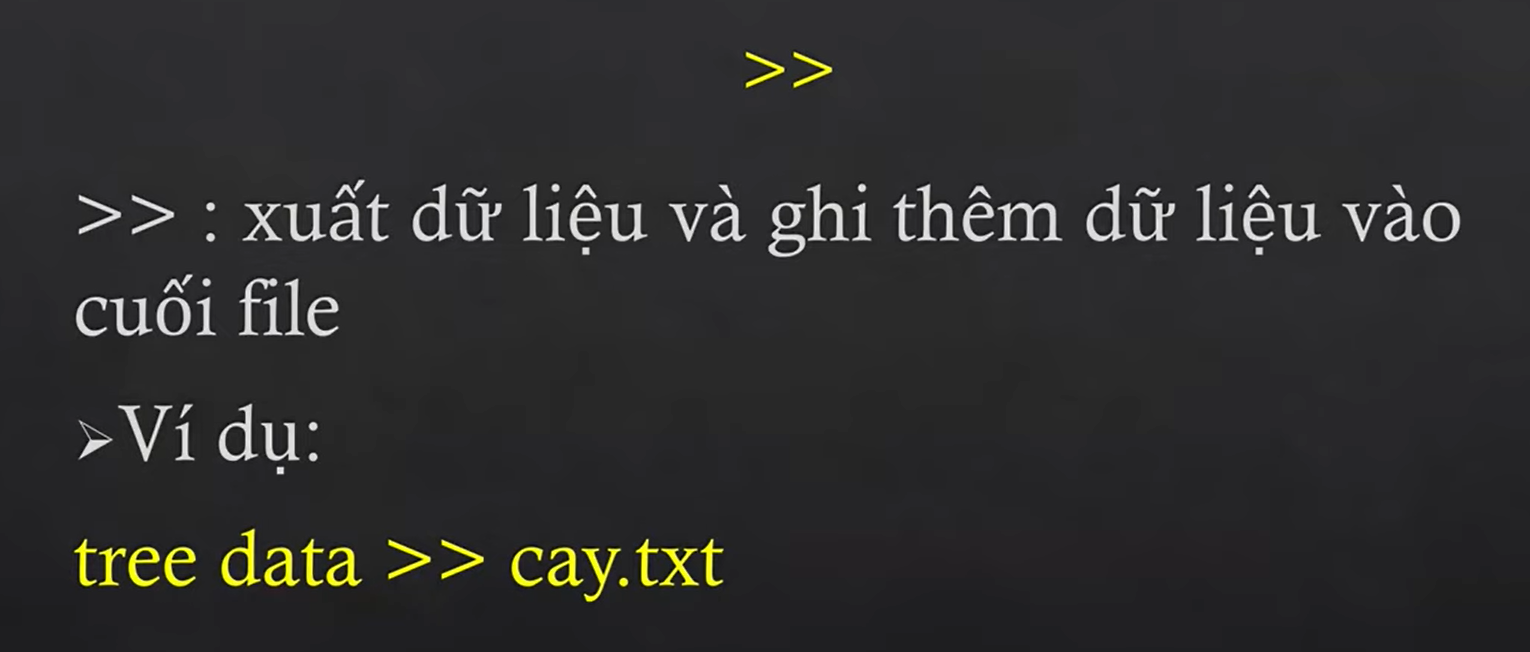 >>
>> : xuất dữ liệu và ghi thêm dữ liệu vào
cuối file
➢Ví dụ:
tree data >> cay.txt